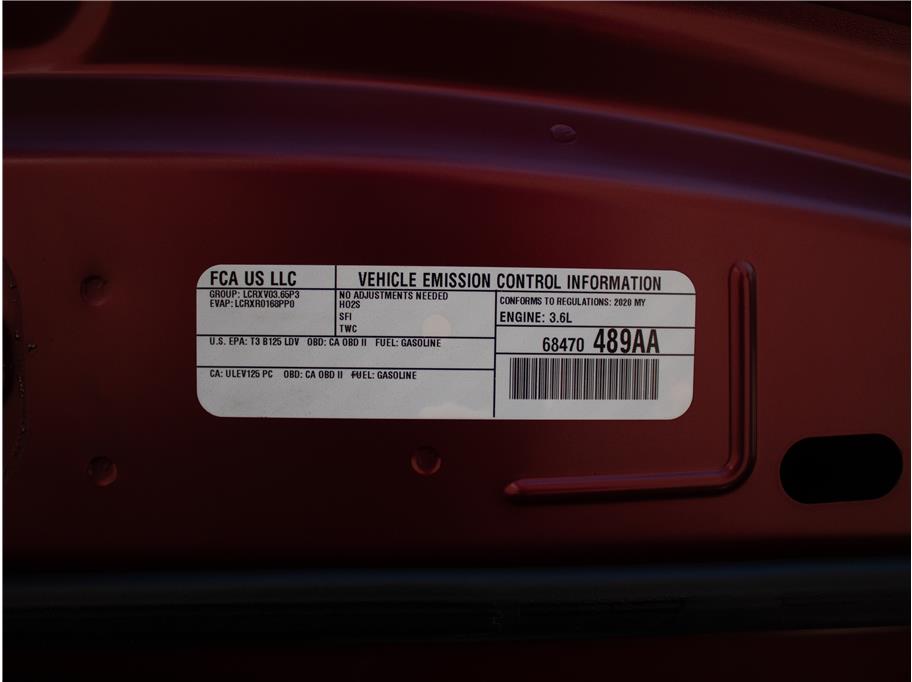 FCA US LLC
VEHICLE EMISSION CONTROL INFORMATION
GROUP: LCRXV03.65P3
EVAP: LCRXR0168PP0
NO ADJUSTMENTS NEEDED
HO2S
SFI
TWC
CONFORMS TO REGULATIONS: 2020 MY
ENGINE: 3.6L
U.S. EPA: T3 B125 LDV OBD: CA OBD II FUEL: GASOLINE
68470 489AA
CA: ULEV125 PC OBD: CA OBD II FUEL: GASOLINE